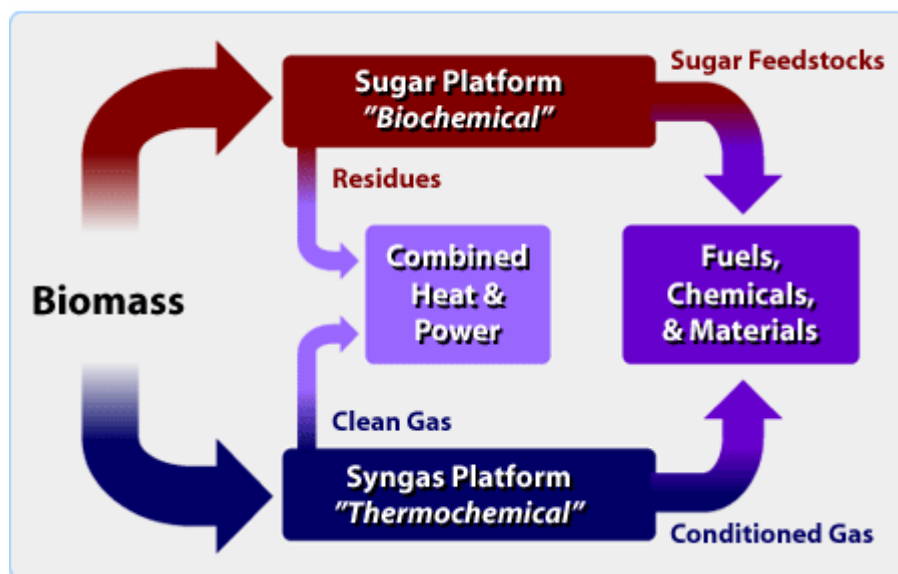 Sugar Platform
"Biochemical"
Sugar Feedstocks
Residues
Combined
Heat &
Power
Fuels,
Chemicals,
& Materials
Biomass
Clean Gas
Syngas Platform
"Thermochemical"
Conditioned Gas